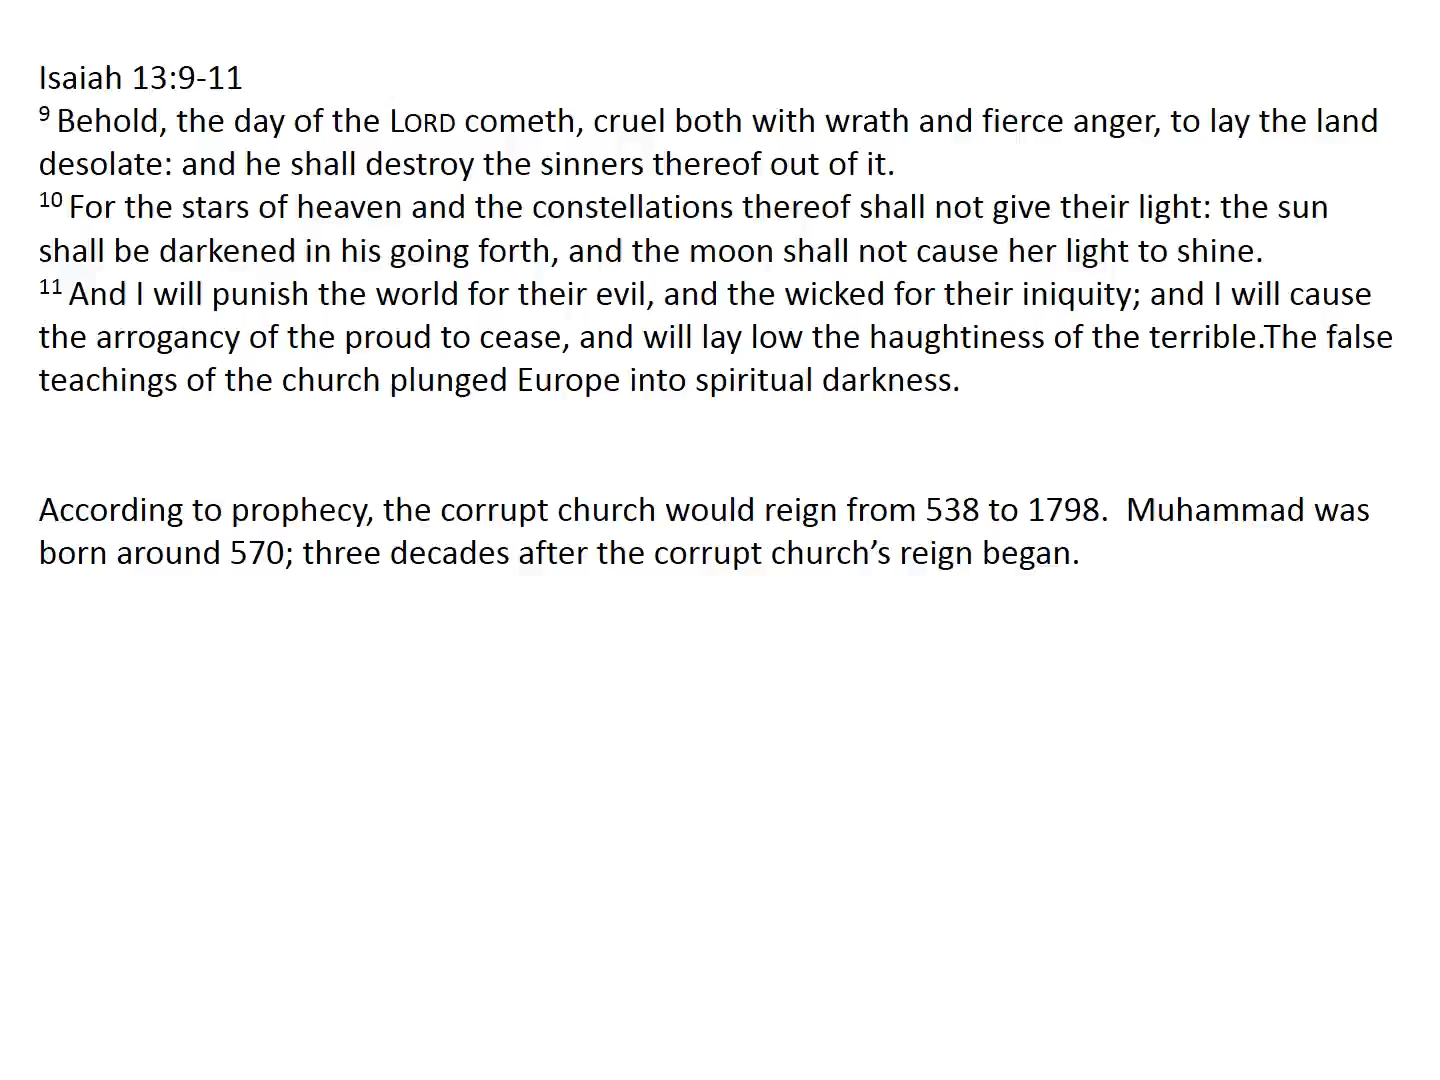 Isaiah 13:9-11
9 Behold, the day of the LORD cometh, cruel both with wrath and fierce anger, to lay the land
desolate: and he shall destroy the sinners thereof out of it.
10 For the stars of heaven and the constellations thereof shall not give their light: the sun
shall be darkened in his going forth, and the moon shall not cause her light to shine.
11 And I will punish the world for their evil, and the wicked for their iniquity; and I will cause
the arrogancy of the proud to cease, and will lay low the haughtiness of the terrible.The false
teachings of the church plunged Europe into spiritual darkness.
According to prophecy, the corrupt church would reign from 538 to 1798.  Muhammad was
born around 570; three decades after the corrupt church’s reign began.